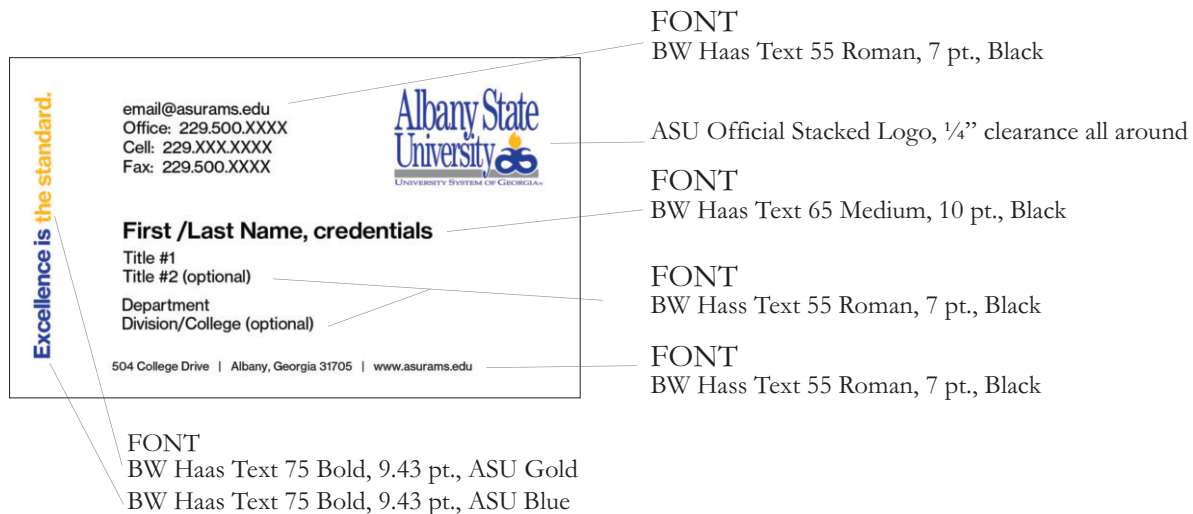 FONT
BW Haas Text 55 Roman, 7 pt., Black
email@asurams.edu
Office: 229.500.XXXX
Cell: 229.XXX.XXXX
Fax: 229.500.XXXX
Albany State
University
UNIVERSITY SYSTEM OF GEORGIA
ASU Official Stacked Logo, ¼” clearance all around
FONT
BW Haas Text 65 Medium, 10 pt., Black
First /Last Name, credentials
Title #1
Title #2 (optional)
Department
Division/College (optional)
FONT
BW Hass Text 55 Roman, 7 pt., Black
504 College Drive | Albany, Georgia 31705 | www.asurams.edu
FONT
BW Hass Text 55 Roman, 7 pt., Black
Excellence is the standard.
FONT
BW Haas Text 75 Bold, 9.43 pt., ASU Gold
BW Haas Text 75 Bold, 9.43 pt., ASU Blue